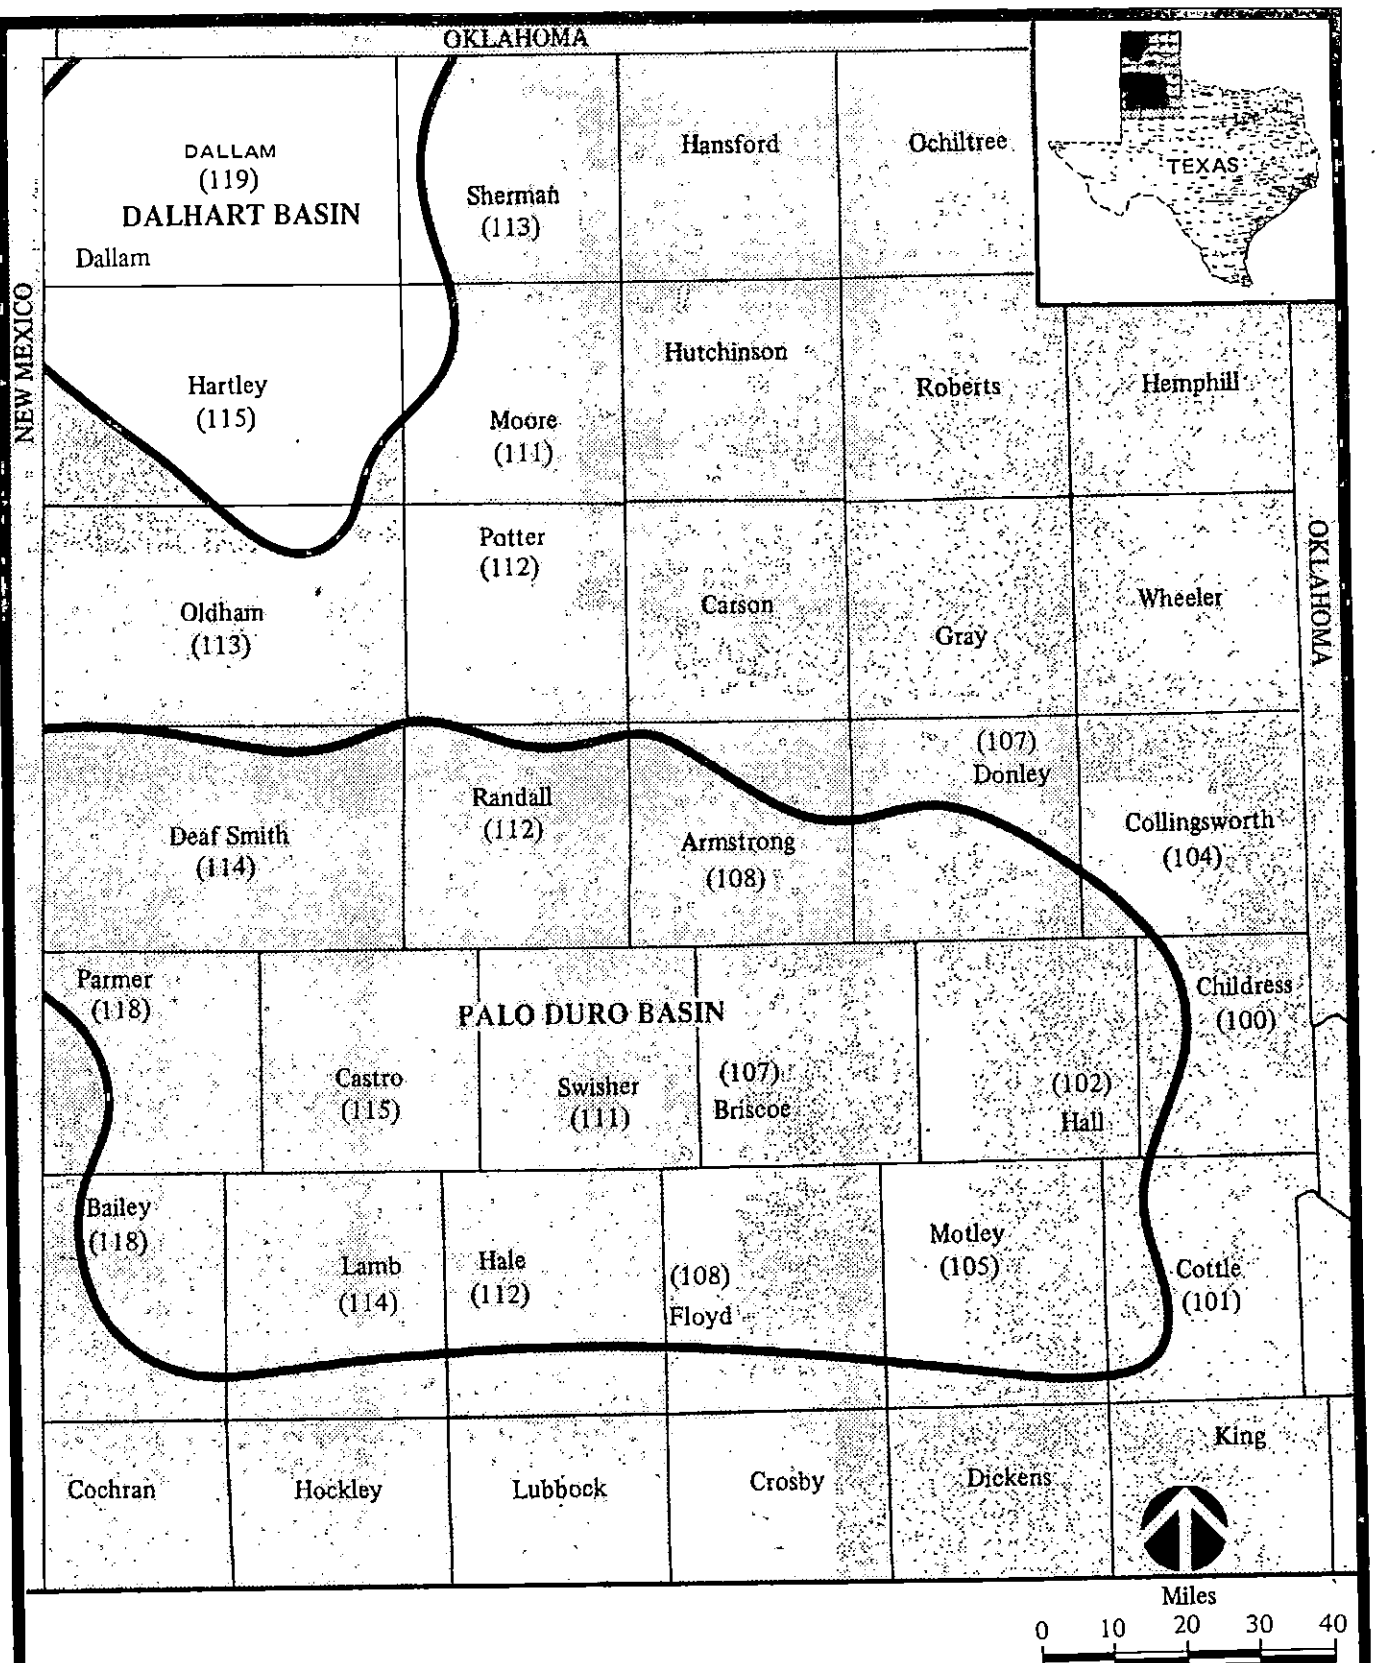 OKLAHOMA
TEXAS
DALLAM
(119)
DALHART BASIN
Dallam
Sherman
(113)
Hansford
Ochiltree
NEW MEXICO
Hartley
(115)
Moore
(111)
Hutchinson
Roberts
Hemphill
Oldham
(113)
Potter
(112)
Carson
Gray
Wheeler
OKLAHOMA
Deaf Smith
(114)
Randall
(112)
Armstrong
(108)
(107)
Donley
Collingsworth
(104)
Parmer
(118)
PALO DURO BASIN
Castro
(115)
Swisher
(111)
(107)
Briscoe
(102)
Hall
Childress
(100)
Bailey
(118)
Lamb
(114)
Hale
(112)
(108)
Floyd
Motley
(105)
Cottle
(101)
Cochran
Hockley
Lubbock
Crosby
Dickens
King
Miles
0 10 20 30 40